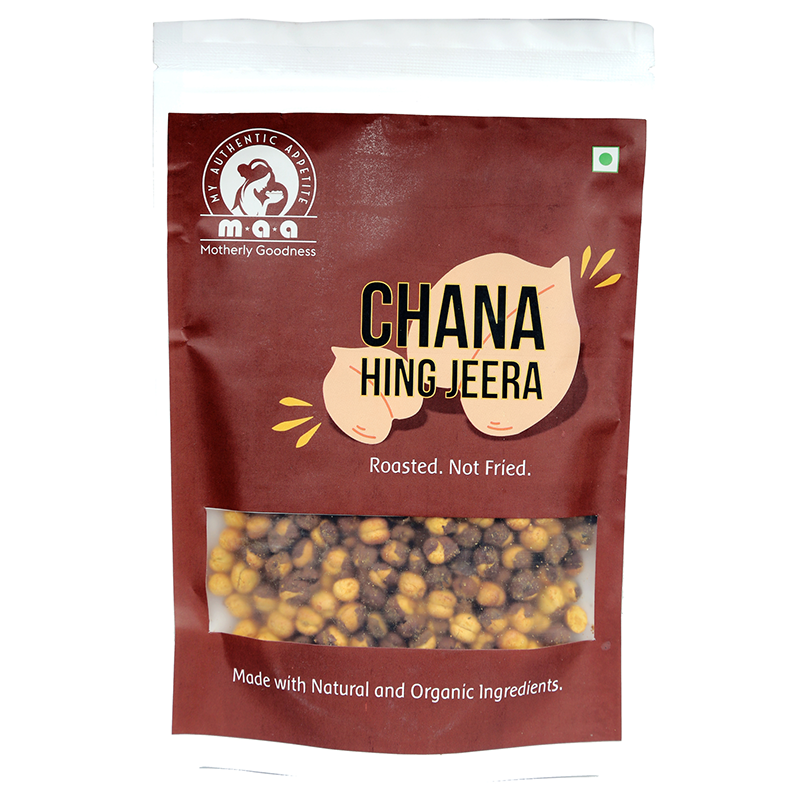 MY AUTHENTIC APPETITE
m★a★a
Motherly Goodness
CHANA
HING JEERA
Roasted. Not Fried.
Made with Natural and Organic Ingredients.